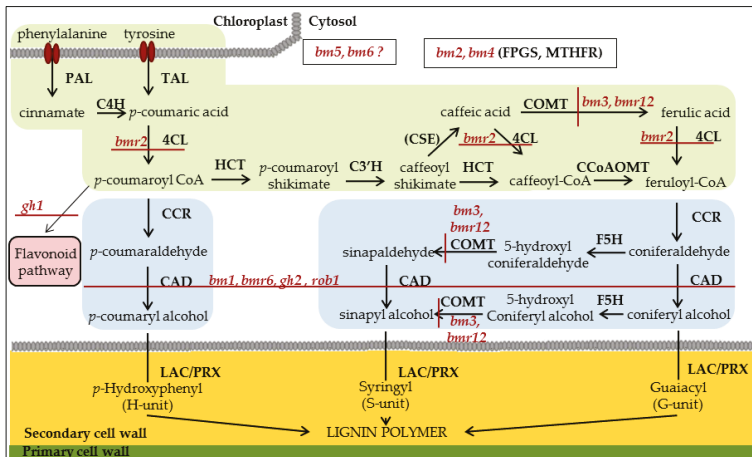 Chloroplast Cytosol
phenylalanine tyrosine
bm5, bm6 ?
bm2, bm4 (FPGS, MTHFR)
PAL TAL
cinnamate C4H p-coumaric acid
caffeic acid COMT bm3, bmr12 ferulic acid
bmr2 4CL
(CSE) bmr2 4CL
bmr2 4CL
p-coumaroyl CoA HCT p-coumaroyl shikimate C3'H caffeoyl shikimate HCT caffeoyl-CoA CCoAOMT feruloyl-CoA
gh1
Flavonoid
pathway
CCR
bm3,
bmr12
CCR
p-coumaraldehyde
sinapaldehyde COMT 5-hydroxyl
coniferaldehyde
F5H coniferaldehyde
CAD bm1, bmr6, gh2 , rob1 CAD CAD
p-coumaryl alcohol
sinapyl alcohol COMT 5-hydroxyl
Coniferyl alcohol
F5H coniferyl alcohol
bm3,
bmr12
LAC/PRX LAC/PRX LAC/PRX
p-Hydroxyphenyl
(H-unit)
Syringyl
(S-unit)
Guaiacyl
(G-unit)
Secondary cell wall LIGNIN POLYMER
Primary cell wall